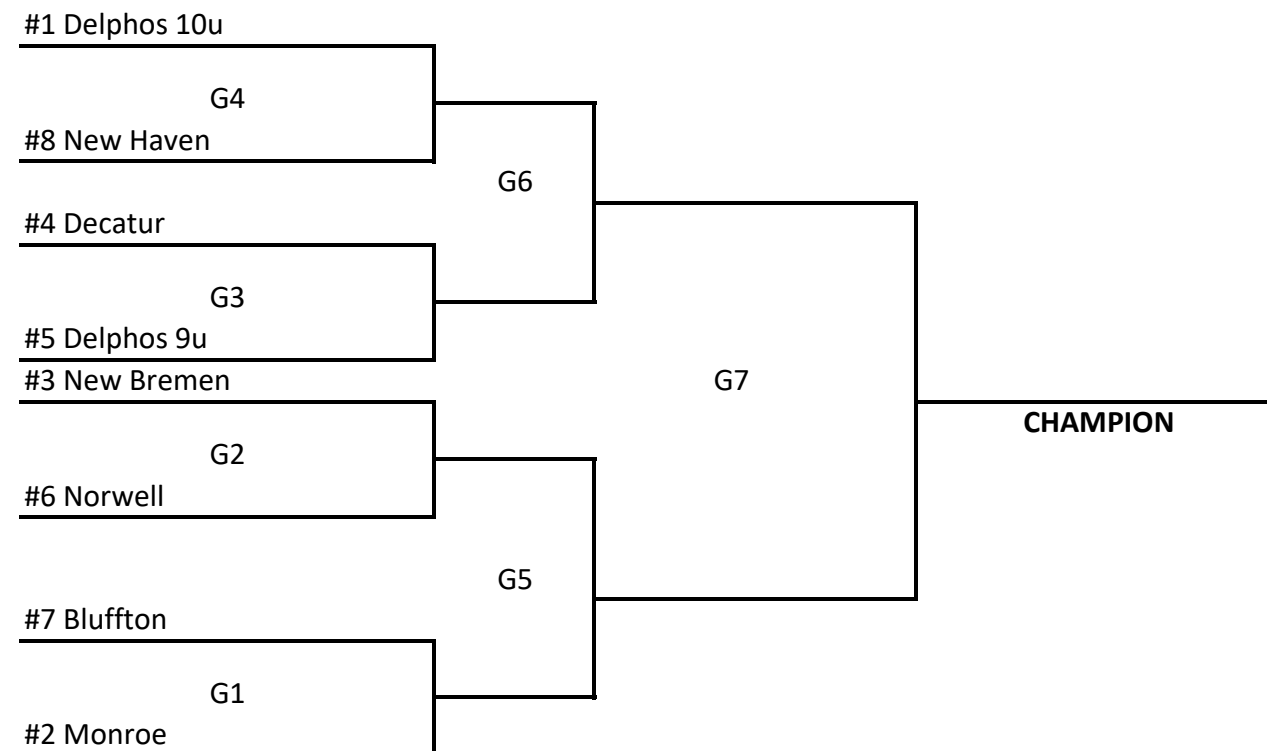 #1 Delphos 10u
G4
#8 New Haven
G6
#4 Decatur
G3
#5 Delphos 9u
#3 New Bremen
G7
CHAMPION
G2
#6 Norwell
G5
#7 Bluffton
G1
#2 Monroe